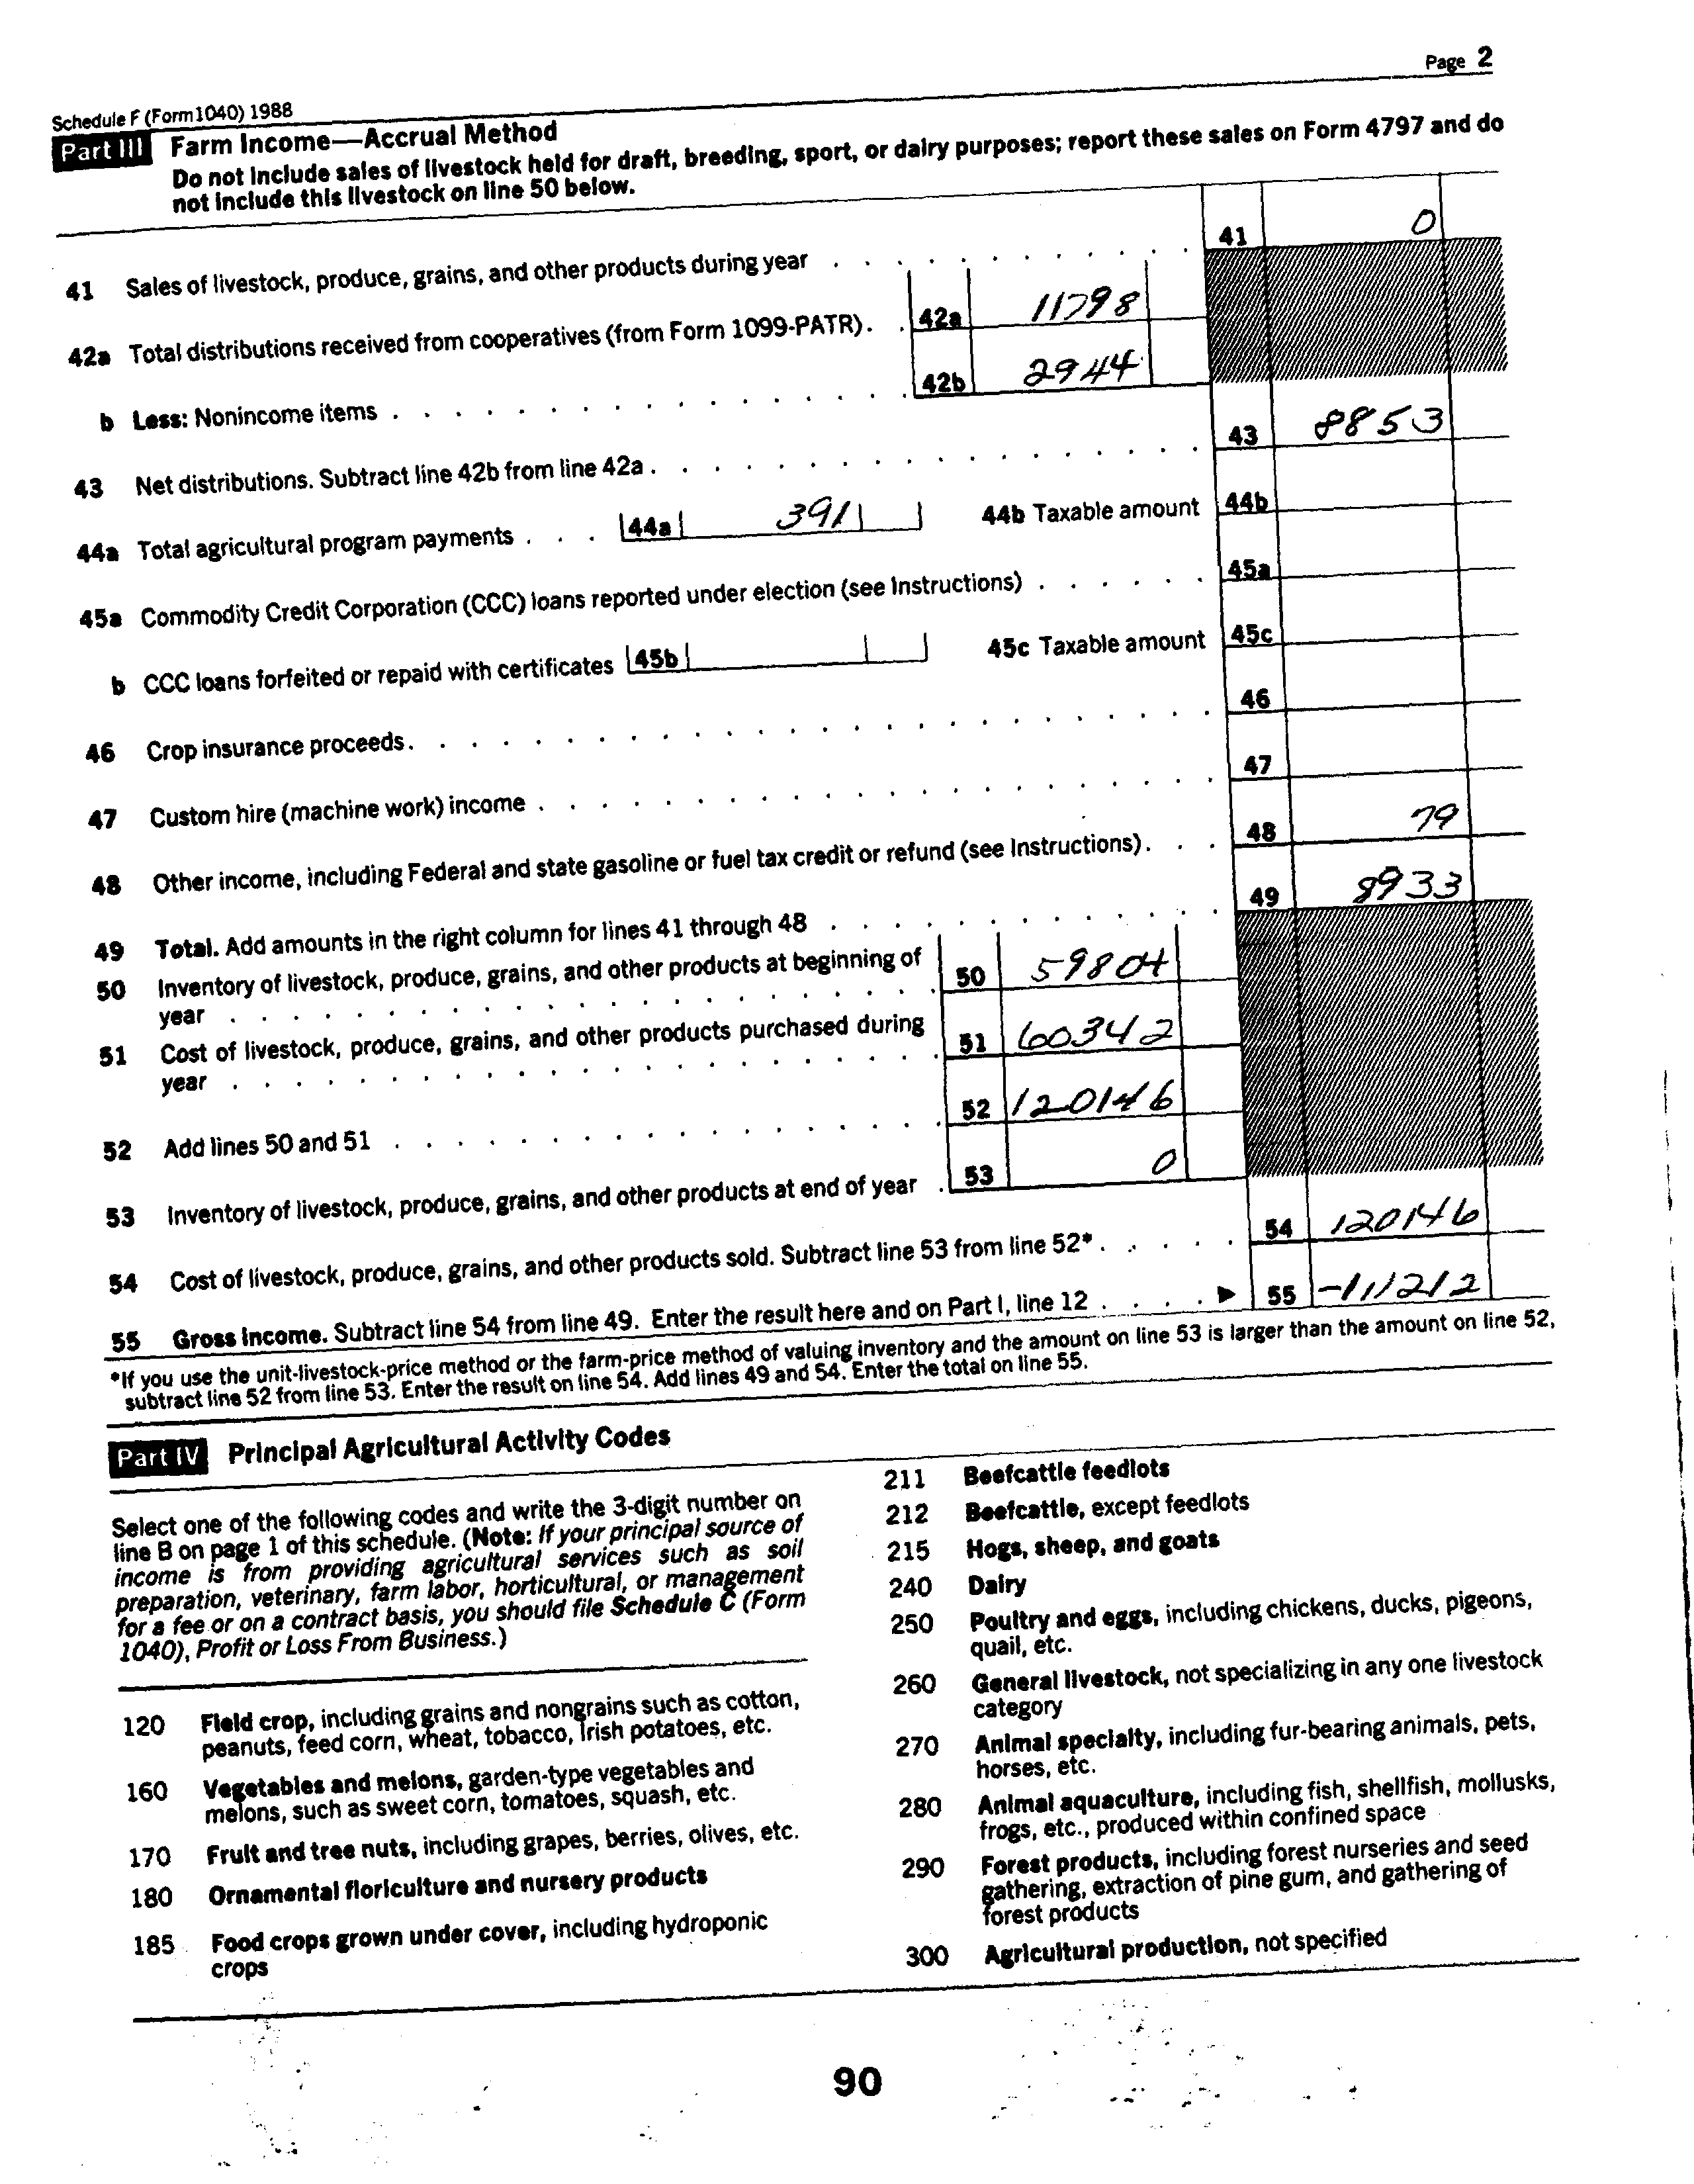 Page 2
Schedule F (Form 1040) 1988
Part III Farm Income—Accrual Method
Do not include sales of livestock held for draft, breeding, sport, or dairy purposes; report these sales on Form 4797 and do
not include this livestock on line 50 below.
41 Sales of livestock, produce, grains, and other products during year 41 0
42a Total distributions received from cooperatives (from Form 1099-PATR). 42a 11798
b Less: Nonincome items 42b 2944
43 Net distributions. Subtract line 42b from line 42a. 43 8853
44a Total agricultural program payments 44a 3911 44b Taxable amount 44b
45a Commodity Credit Corporation (CCC) loans reported under election (see Instructions) 45a
b CCC loans forfeited or repaid with certificates 45b 45c Taxable amount 45c
46 Crop insurance proceeds. 46
47 Custom hire (machine work) income 47
48 Other income, including Federal and state gasoline or fuel tax credit or refund (see Instructions). 48 79
49 Total. Add amounts in the right column for lines 41 through 48 49 8933
50 Inventory of livestock, produce, grains, and other products at beginning of
year 50 59804
51 Cost of livestock, produce, grains, and other products purchased during
year 51 60342
52 Add lines 50 and 51 52 120146
53 Inventory of livestock, produce, grains, and other products at end of year 53 0
54 Cost of livestock, produce, grains, and other products sold. Subtract line 53 from line 52*. 54 120146
55 Gross income. Subtract line 54 from line 49. Enter the result here and on Part I, line 12 ▶ 55 -111212
*If you use the unit-livestock-price method or the farm-price method of valuing inventory and the amount on line 53 is larger than the amount on line 52,
subtract line 52 from line 53. Enter the result on line 54. Add lines 49 and 54. Enter the total on line 55.
Part IV Principal Agricultural Activity Codes
Select one of the following codes and write the 3-digit number on
line B on page 1 of this schedule. (Note: If your principal source of
income is from providing agricultural services such as soil
preparation, veterinary, farm labor, horticultural, or management
for a fee or on a contract basis, you should file Schedule C (Form
1040), Profit or Loss From Business.)
120 Field crop, including grains and nongrains such as cotton,
peanuts, feed corn, wheat, tobacco, Irish potatoes, etc.
160 Vegetables and melons, garden-type vegetables and
melons, such as sweet corn, tomatoes, squash, etc.
170 Fruit and tree nuts, including grapes, berries, olives, etc.
180 Ornamental floriculture and nursery products
185 Food crops grown under cover, including hydroponic
crops
211 Beefcattle feedlots
212 Beefcattle, except feedlots
215 Hogs, sheep, and goats
240 Dairy
250 Poultry and eggs, including chickens, ducks, pigeons,
quail, etc.
260 General livestock, not specializing in any one livestock
category
270 Animal specialty, including fur-bearing animals, pets,
horses, etc.
280 Animal aquaculture, including fish, shellfish, mollusks,
frogs, etc., produced within confined space
290 Forest products, including forest nurseries and seed
gathering, extraction of pine gum, and gathering of
forest products
300 Agricultural production, not specified
90